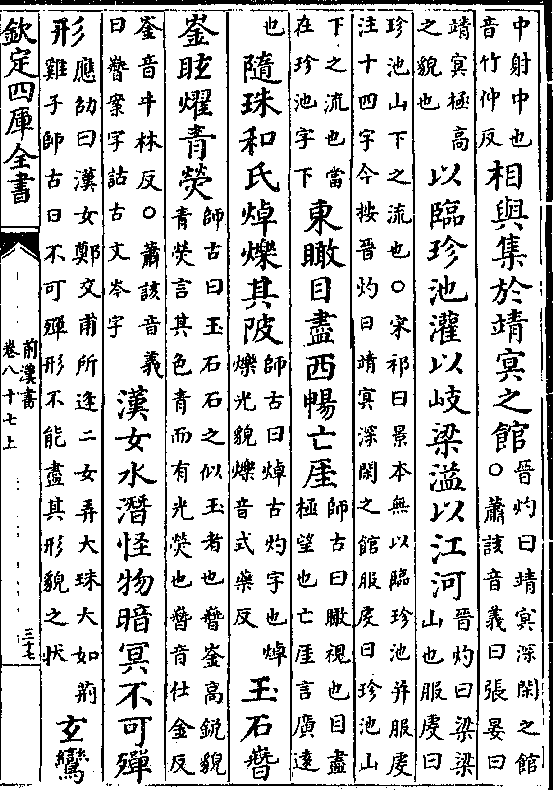 中射中也音竹仲反相與集於靖冥之館晉灼曰靖冥深閑之館○蕭該音義曰張晏曰
靖冥極高之貌也以臨珍池灌以岐梁溢以江河晉灼曰梁梁山也服虔曰
珍池山下之流也○宋祁曰景本無以臨珍池并服虔注十四字今按晉灼曰靖冥深閑之館服虔曰珍池山
下之流也當在珍池字下東瞰目盡西暢亡厓師古曰瞰視也目盡極望也亡厓言廣遠
也隨珠和氏焯爍其陂師古曰焯古灼字也焯爍光貌爍音式藥反玉石嶜
崟眩燿青熒師古曰玉石石之似玉者也嶜崟高銳貌青熒言其色青而有光熒也嶜音仕金反
崟音牛林反○蕭該音義曰嶜案字詁古文岑字漢女水潛怪物暗冥不可殫
形應劭曰漢女鄭交甫所逢二女弄大珠大如荊雞子師古曰不可殫形不能盡其形貌之狀玄鸞
欽定四庫全書
前漢書
卷八十七上
三十七